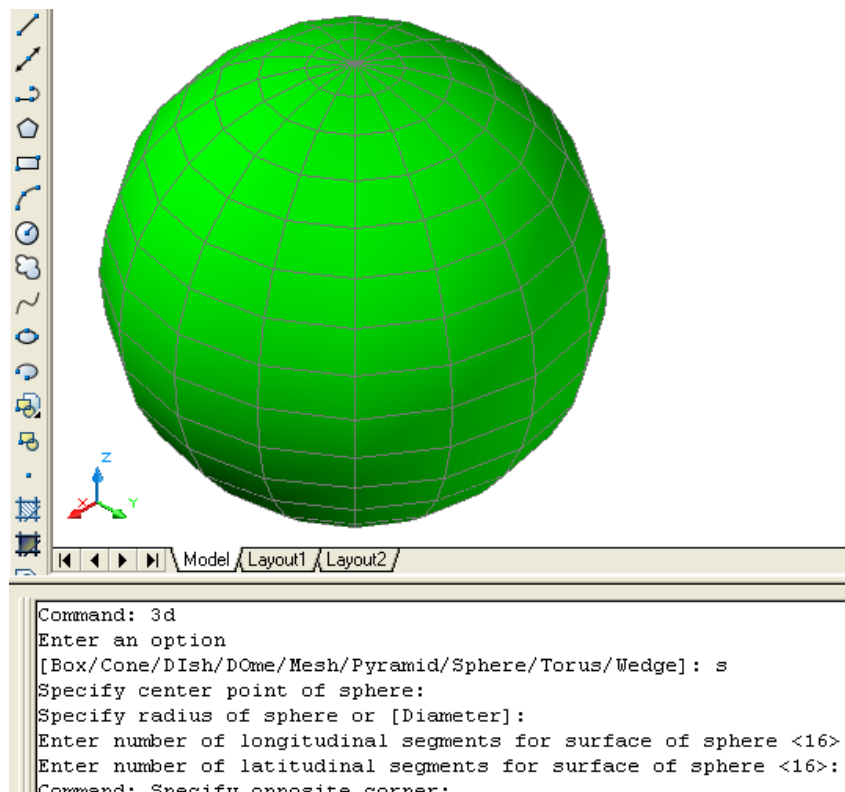 Z
X
Y
Model
Layout1
Layout2
Command: 3d
Enter an option
[Box/Cone/DIsh/DOme/Mesh/Pyramid/Sphere/Torus/Wedge]: s
Specify center point of sphere:
Specify radius of sphere or [Diameter]:
Enter number of longitudinal segments for surface of sphere <16>
Enter number of latitudinal segments for surface of sphere <16>:
Command: Specify opposite corner: